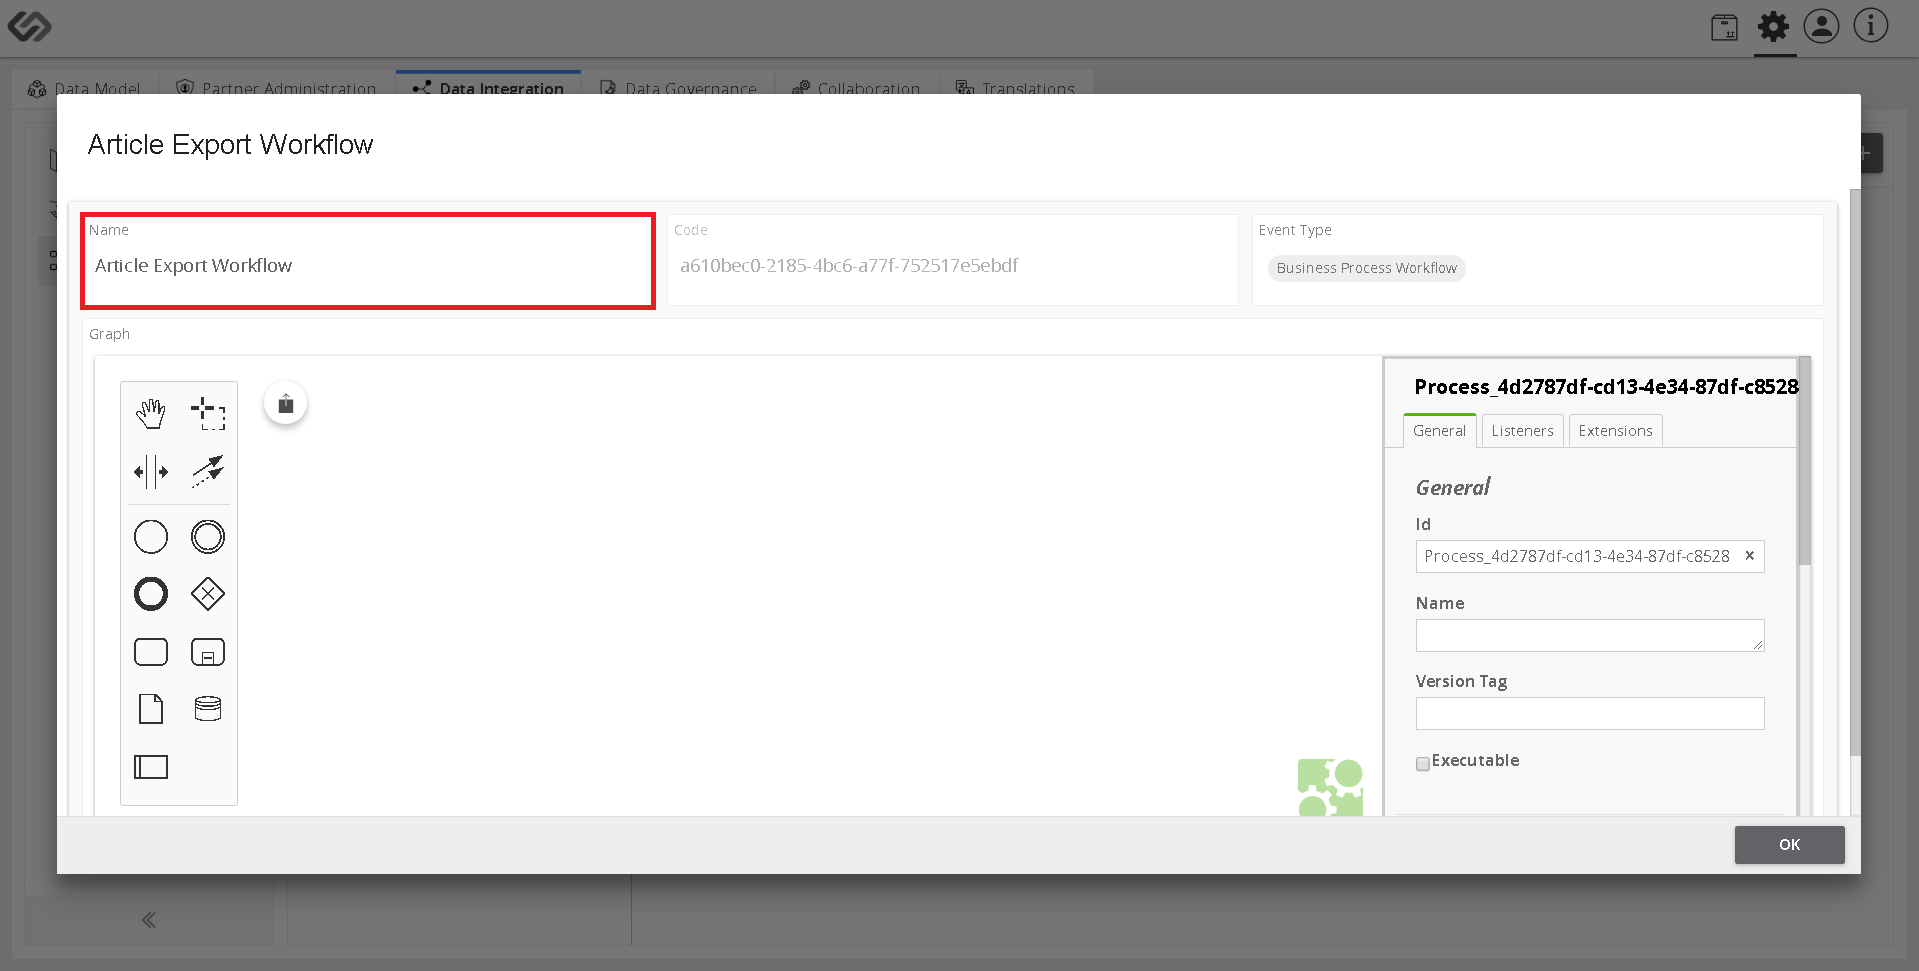 Data Model
Partner Administration
Data Integration
Data Governance
Collaboration
Translations
Article Export Workflow
Name
Article Export Workflow
Code
a610bec0-2185-4bc6-a77f-752517e5ebdf
Event Type
Business Process Workflow
Graph
Process_4d2787df-cd13-4e34-87df-c8528
General
Listeners
Extensions
General
Id
Process_4d2787df-cd13-4e34-87df-c8528
Name
Version Tag
Executable
OK